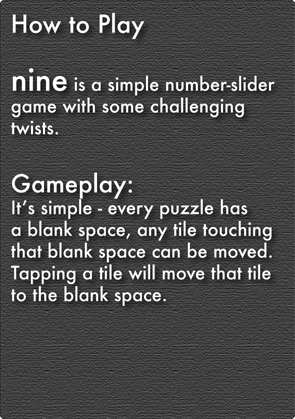 How to Play
nine is a simple number-slider
game with some challenging
twists.
Gameplay:
It's simple - every puzzle has
a blank space, any tile touching
that blank space can be moved.
Tapping a tile will move that tile
to the blank space.